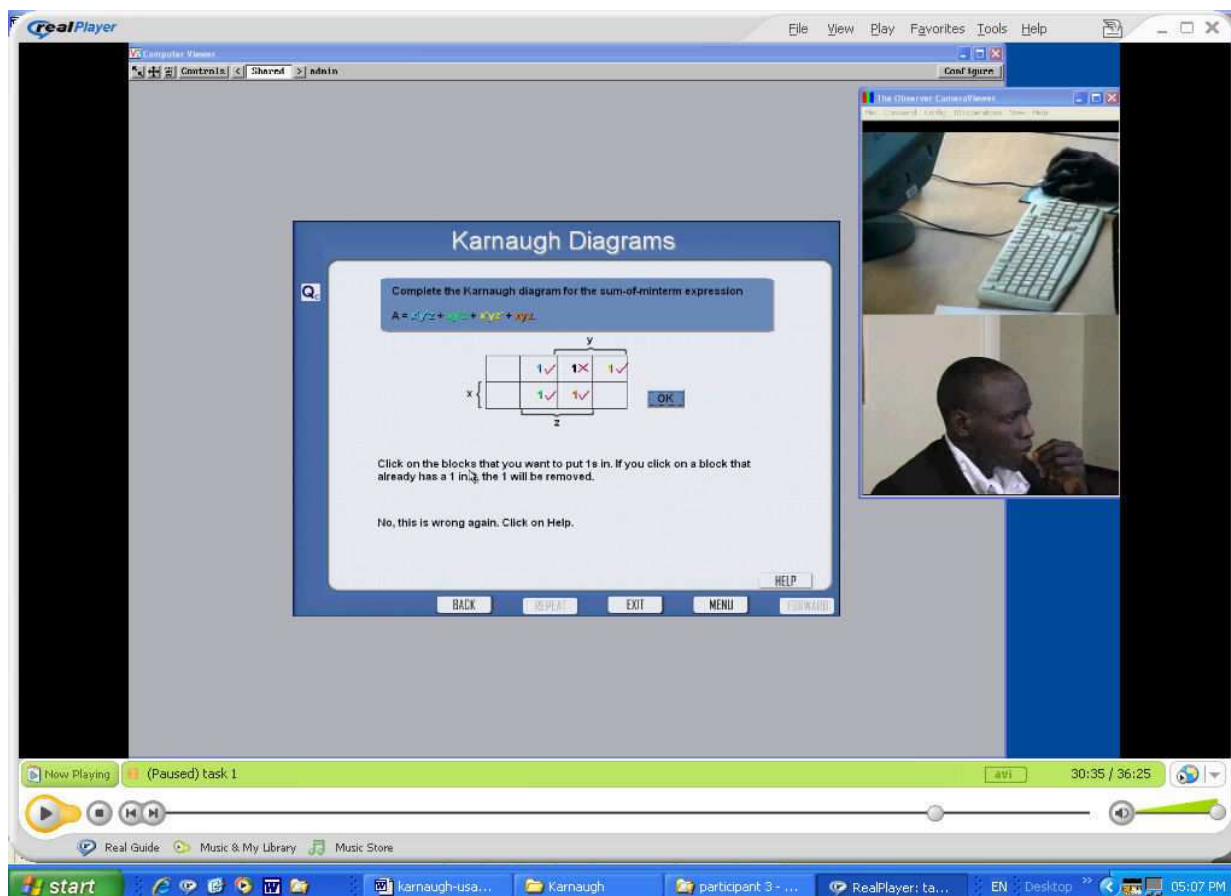 realPlayer
File View Play Favorites Tools Help
Computer Viewer
Controls < Shared > admin
Configure
The Observer CameraViewer
Karnaugh Diagrams
Complete the Karnaugh diagram for the sum-of-minterm expression
y
1 1 1
x
1 1
OK
z
Click on the blocks that you want to put 1s in. If you click on a block that
already has a 1 in it, the 1 will be removed.
No, this is wrong again. Click on Help.
HELP
BACK REPEAT EXIT MENU FORWARD
Now Playing (Paused) task 1 avi 30:35 / 36:25
Real Guide Music & My Library Music Store
start karnaugh-usa... Karnaugh participant 3 - ... RealPlayer: ta... EN Desktop 05:07 PM